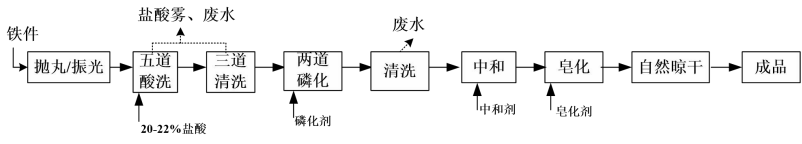 盐酸雾、废水
废水
铁件
抛丸/振光
五道
酸洗
三道
清洗
两道
磷化
清洗
中和
皂化
自然晾干
成品
20-22%盐酸
磷化剂
中和剂
皂化剂